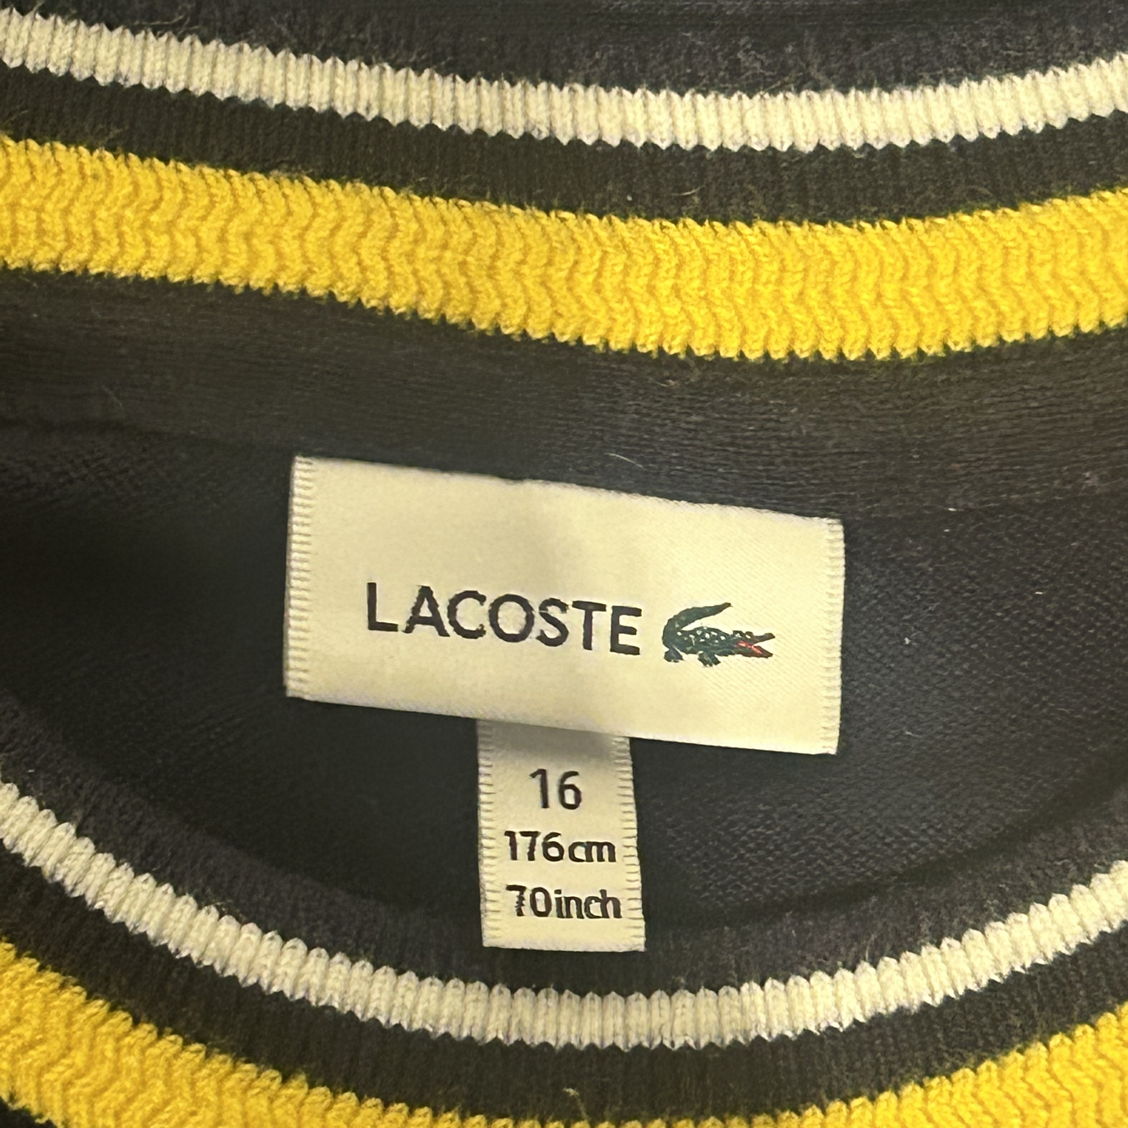 LACOSTE
16
176cm
70inch